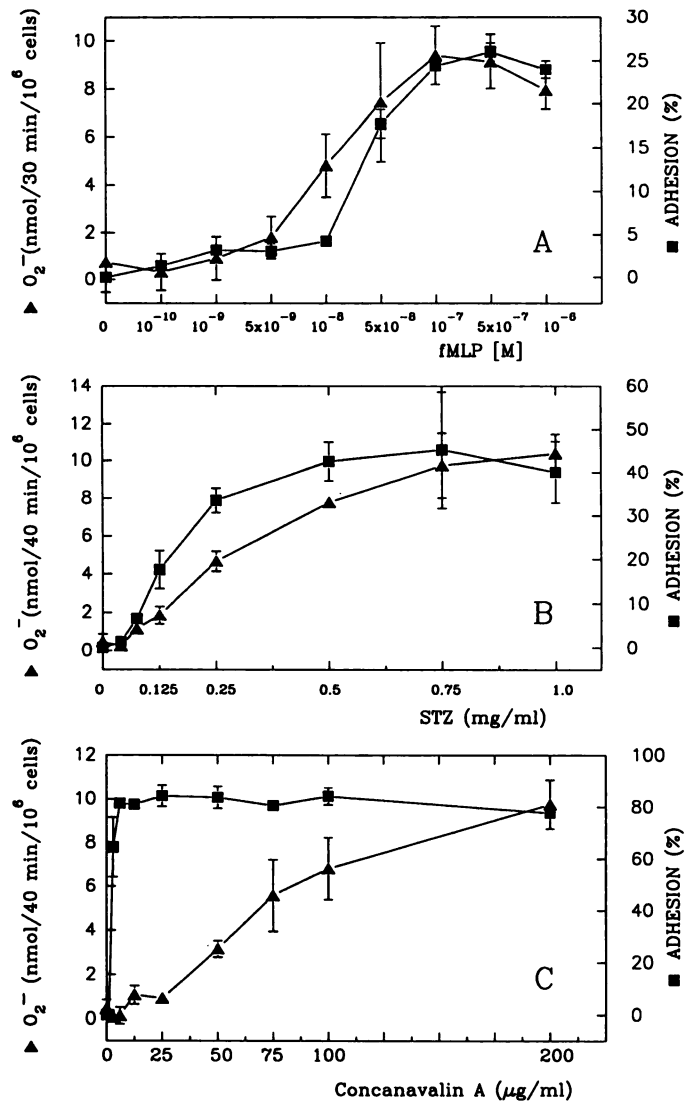 ▲ O₂⁻(nmol/30 min/10⁶ cells)
10
8
6
4
2
0
30
25
20
15
10
5
0
■ ADHESION (%)
A
0 10⁻¹⁰ 10⁻⁹ 5x10⁻⁹ 10⁻⁸ 5x10⁻⁸ 10⁻⁷ 5x10⁻⁷ 10⁻⁶
fMLP [M]
▲ O₂⁻(nmol/40 min/10⁶ cells)
14
12
10
8
6
4
2
0
60
50
40
30
20
10
0
■ ADHESION (%)
B
0 0.125 0.25 0.5 0.75 1.0
STZ (mg/ml)
▲ O₂⁻ (nmol/40 min/10⁶ cells)
12
10
8
6
4
2
0
100
80
60
40
20
0
■ ADHESION (%)
C
0 25 50 75 100 200
Concanavalin A (μg/ml)